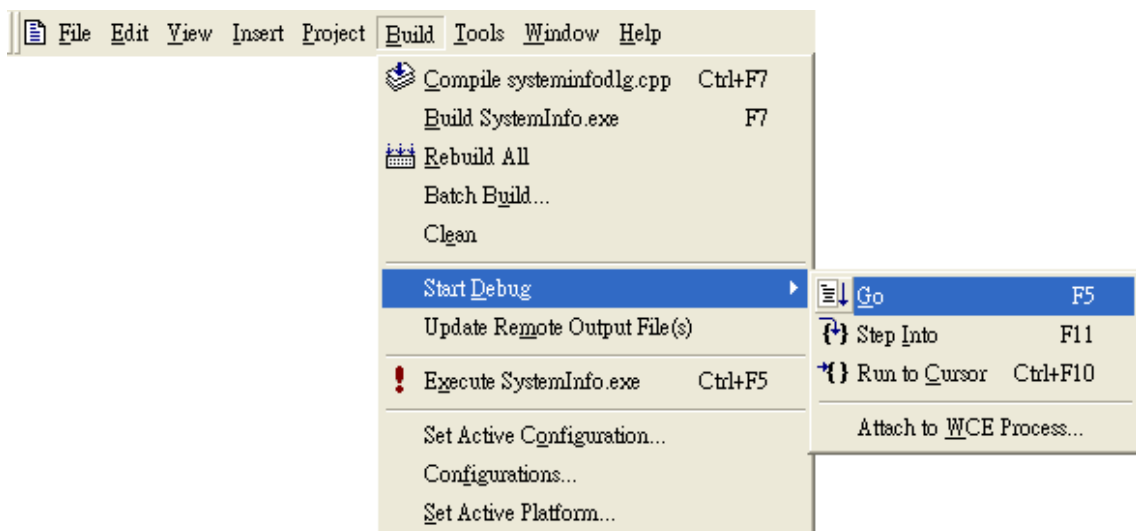 File Edit View Insert Project Build Tools Window Help
Compile systeminfodlg.cpp Ctrl+F7
Build SystemInfo.exe F7
Rebuild All
Batch Build...
Clean
Start Debug
Update Remote Output File(s)
Execute SystemInfo.exe Ctrl+F5
Set Active Configuration...
Configurations...
Set Active Platform...
Go F5
Step Into F11
Run to Cursor Ctrl+F10
Attach to WCE Process...